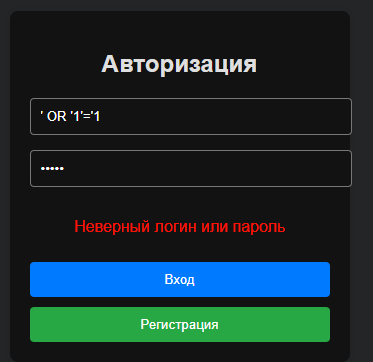 Авторизация
' OR '1'='1
•••••
Неверный логин или пароль
Вход
Регистрация